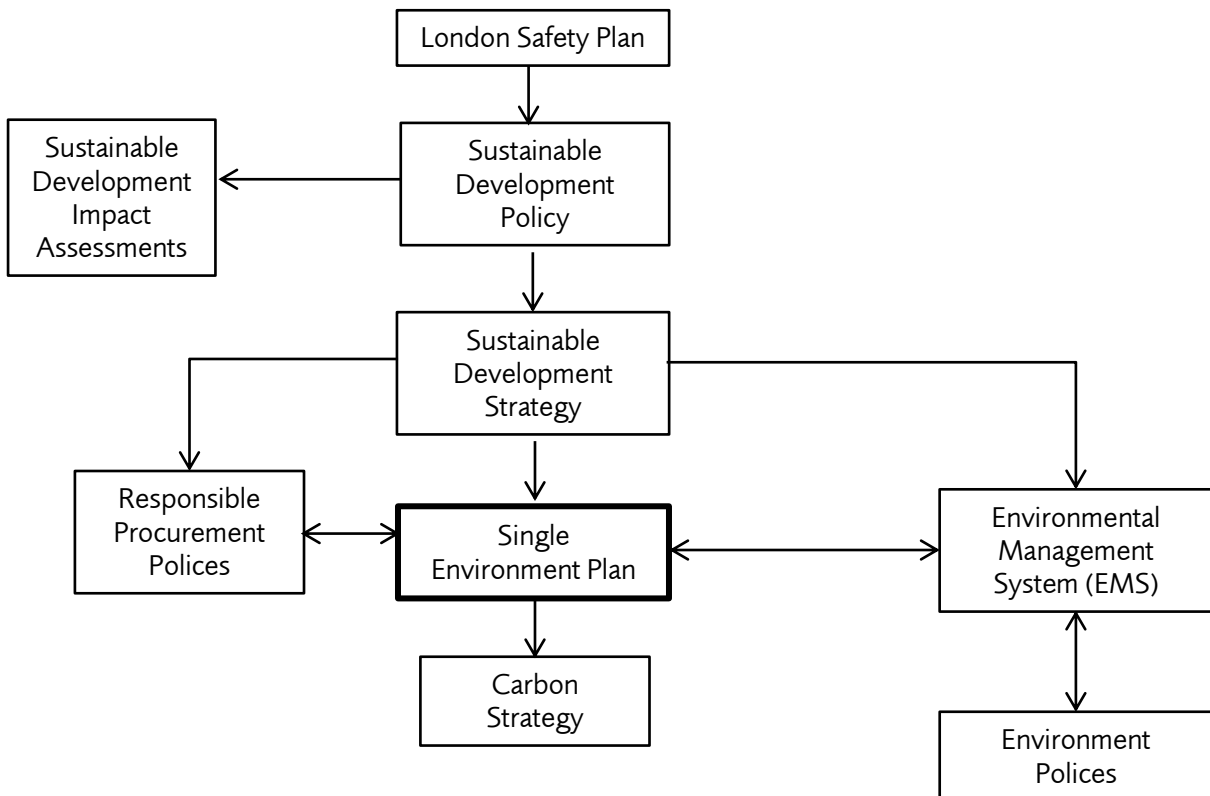 London Safety Plan
Sustainable
Development
Impact
Assessments
Sustainable
Development
Policy
Sustainable
Development
Strategy
Responsible
Procurement
Polices
Single
Environment Plan
Environmental
Management
System (EMS)
Carbon
Strategy
Environment
Polices